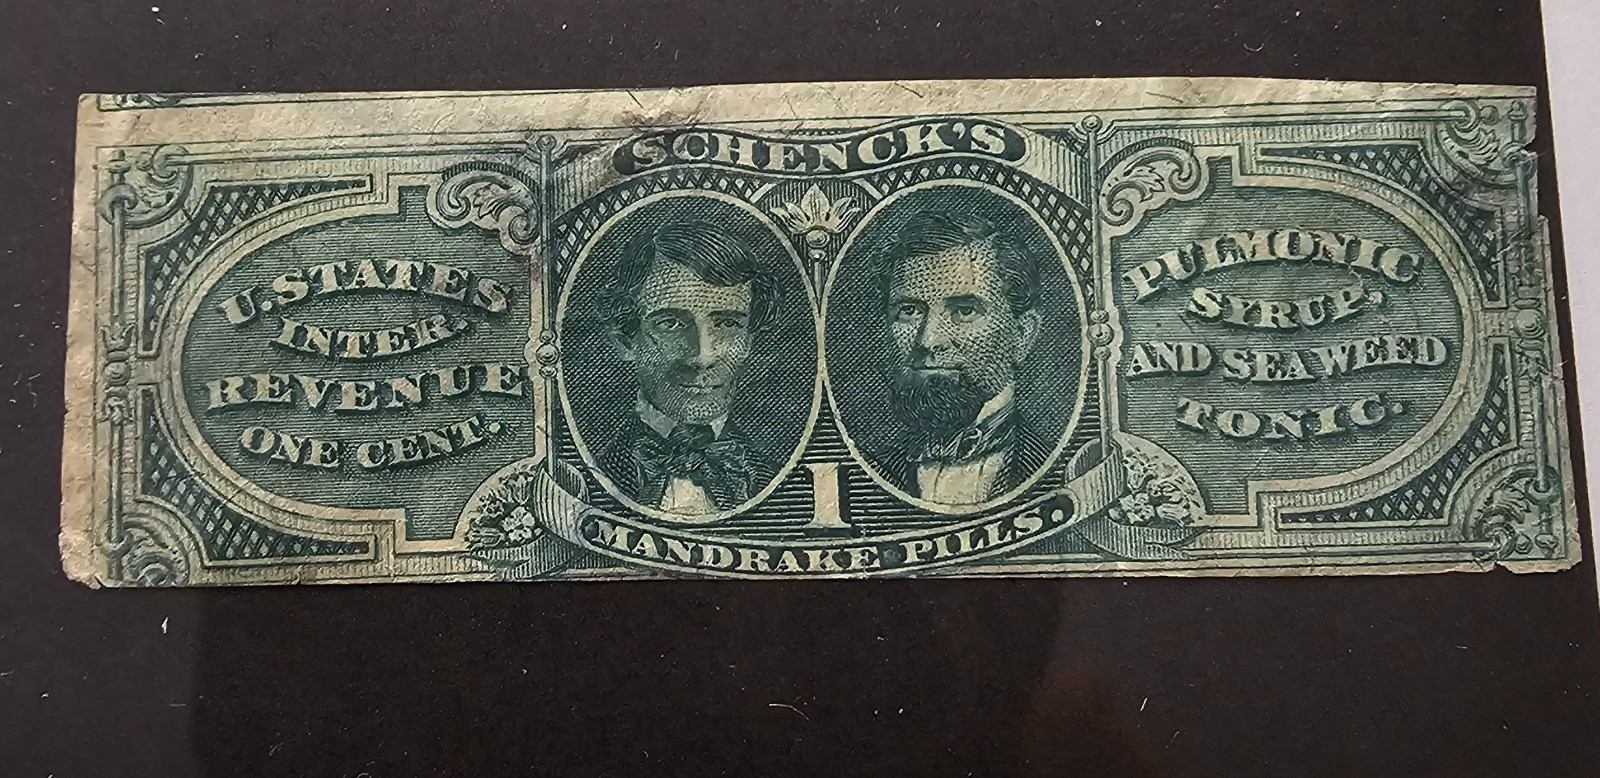 SCHENCK'S
U.STATES
INTER.
REVENUE
ONE CENT.
1
MANDRAKE PILLS.
PULMONIC
SYRUP,
AND SEA WEED
TONIC.